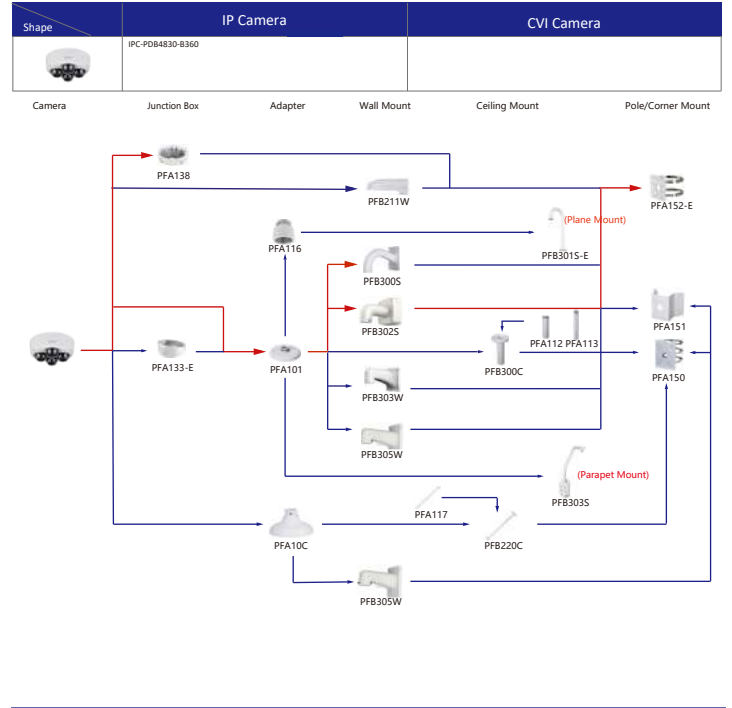 Shape
IP Camera
CVI Camera
IPC-PDB4830-B360
Camera
Junction Box
Adapter
Wall Mount
Ceiling Mount
Pole/Corner Mount
PFA138
PFB211W
PFA152-E
PFA116
(Plane Mount)
PFB301S-E
PFB300S
PFB302S
PFA151
PFA133-E
PFA101
PFA112
PFA113
PFB300C
PFA150
PFB303W
PFB305W
(Parapet Mount)
PFB303S
PFA117
PFA10C
PFB220C
PFB305W